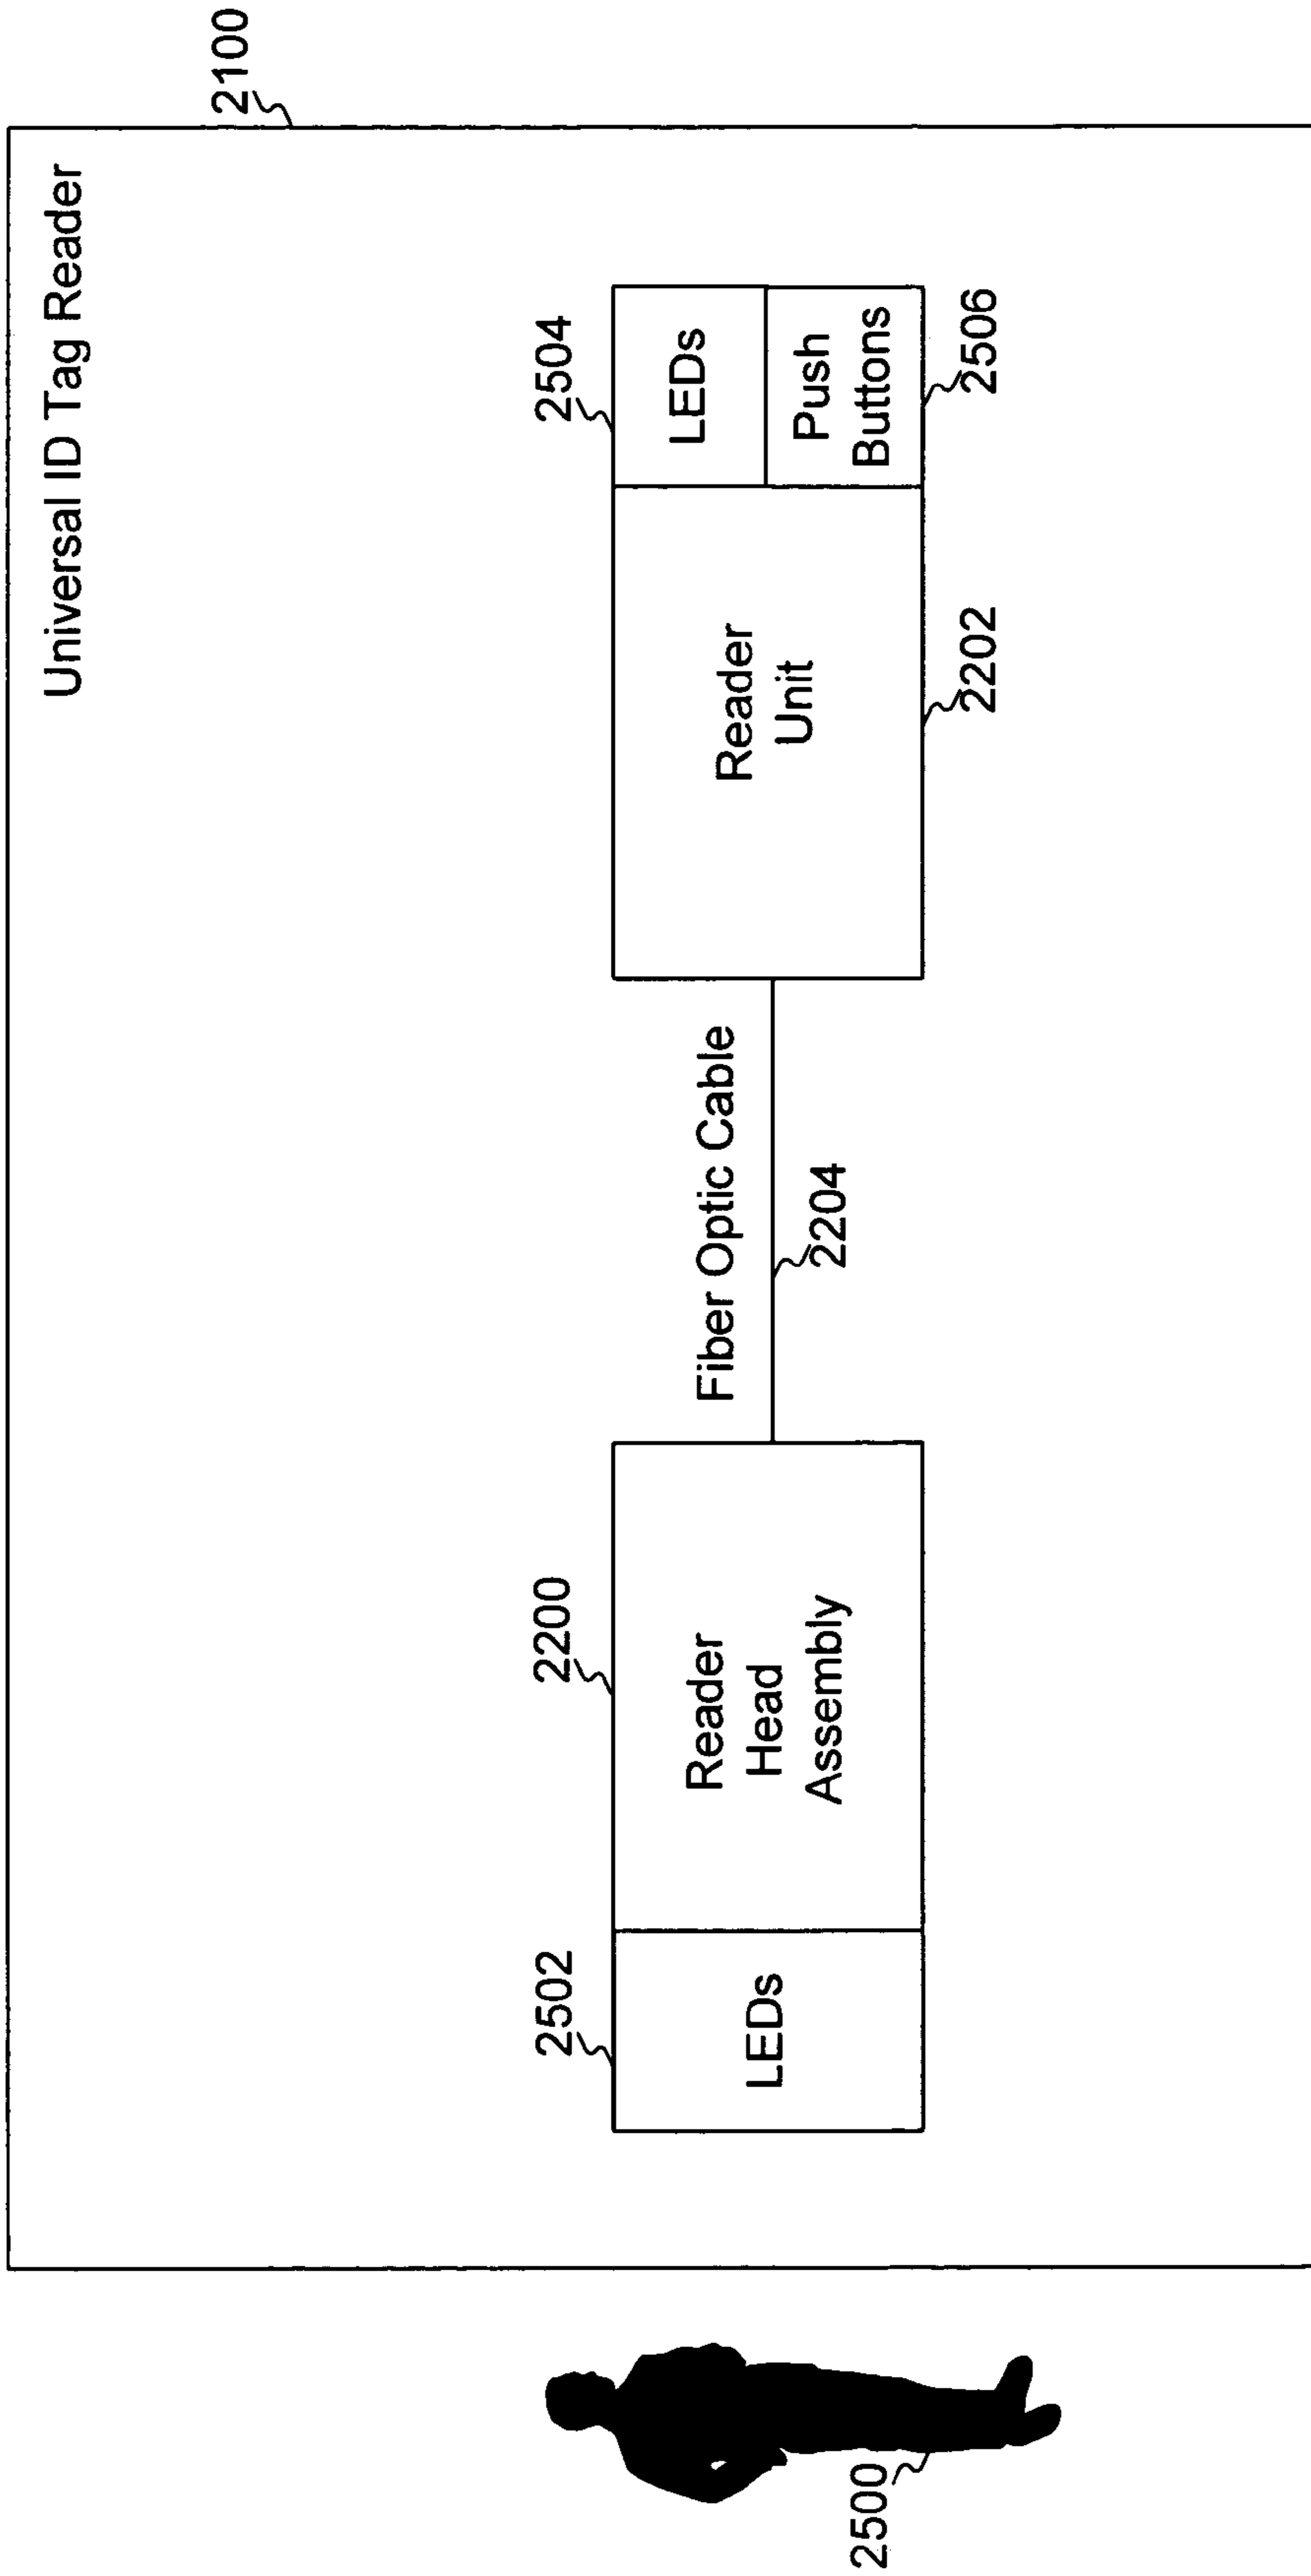 Universal ID Tag Reader
2100
2502
2200
2504
LEDs
Reader
Head
Assembly
Fiber Optic Cable
2204
Reader
Unit
LEDs
Push
Buttons
2202
2506
2500